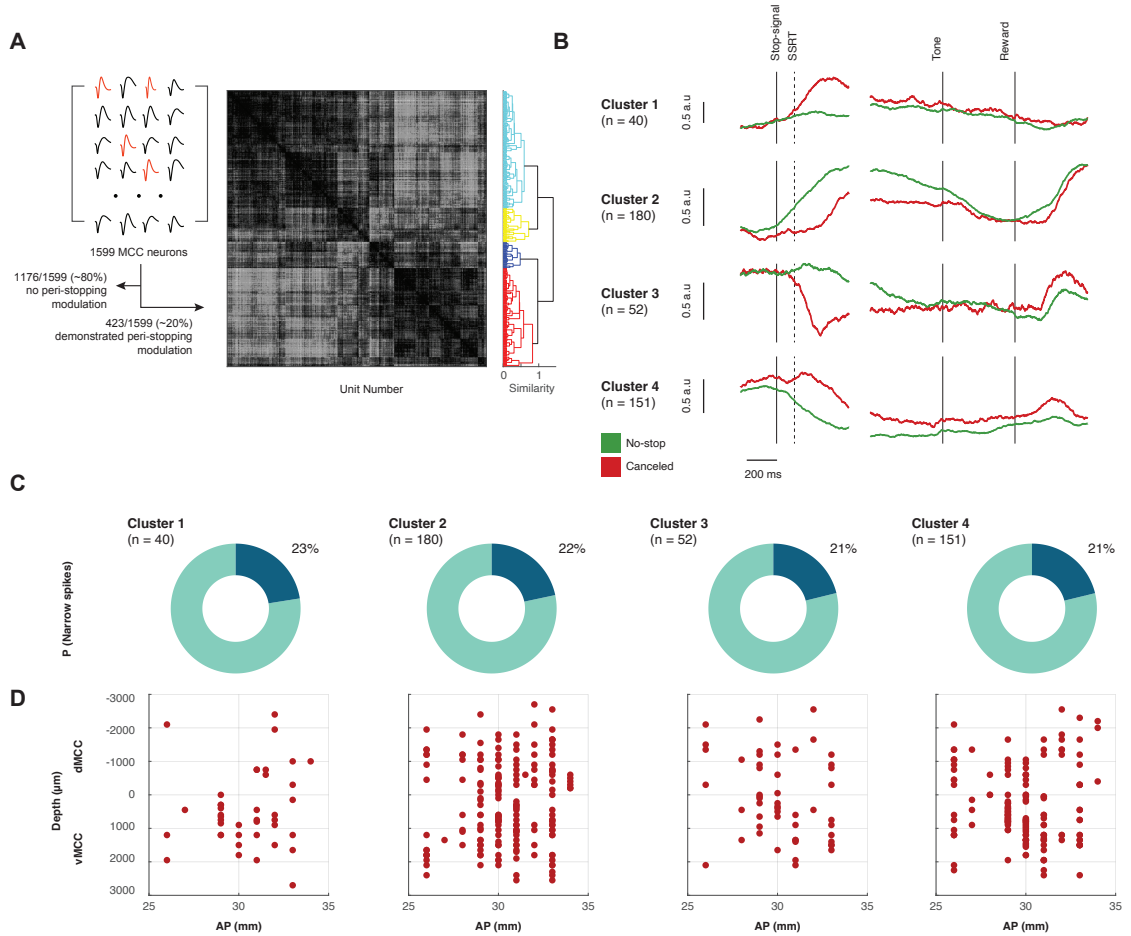 A
1599 MCC neurons
1176/1599 (~80%)
no peri-stopping
modulation
423/1599 (~20%)
demonstrated peri-stopping
modulation
Unit Number
0 1
Similarity
B
Stop-signal
SSRT
Tone
Reward
Cluster 1
(n = 40)
0.5 a.u
Cluster 2
(n = 180)
0.5 a.u
Cluster 3
(n = 52)
0.5 a.u
Cluster 4
(n = 151)
0.5 a.u
No-stop
Canceled
200 ms
C
P (Narrow spikes)
Cluster 1
(n = 40)
23%
Cluster 2
(n = 180)
22%
Cluster 3
(n = 52)
21%
Cluster 4
(n = 151)
21%
D
Depth (µm)
dMCC
vMCC
-3000
-2000
-1000
0
1000
2000
3000
25 30 35
AP (mm)
25 30 35
AP (mm)
25 30 35
AP (mm)
25 30 35
AP (mm)